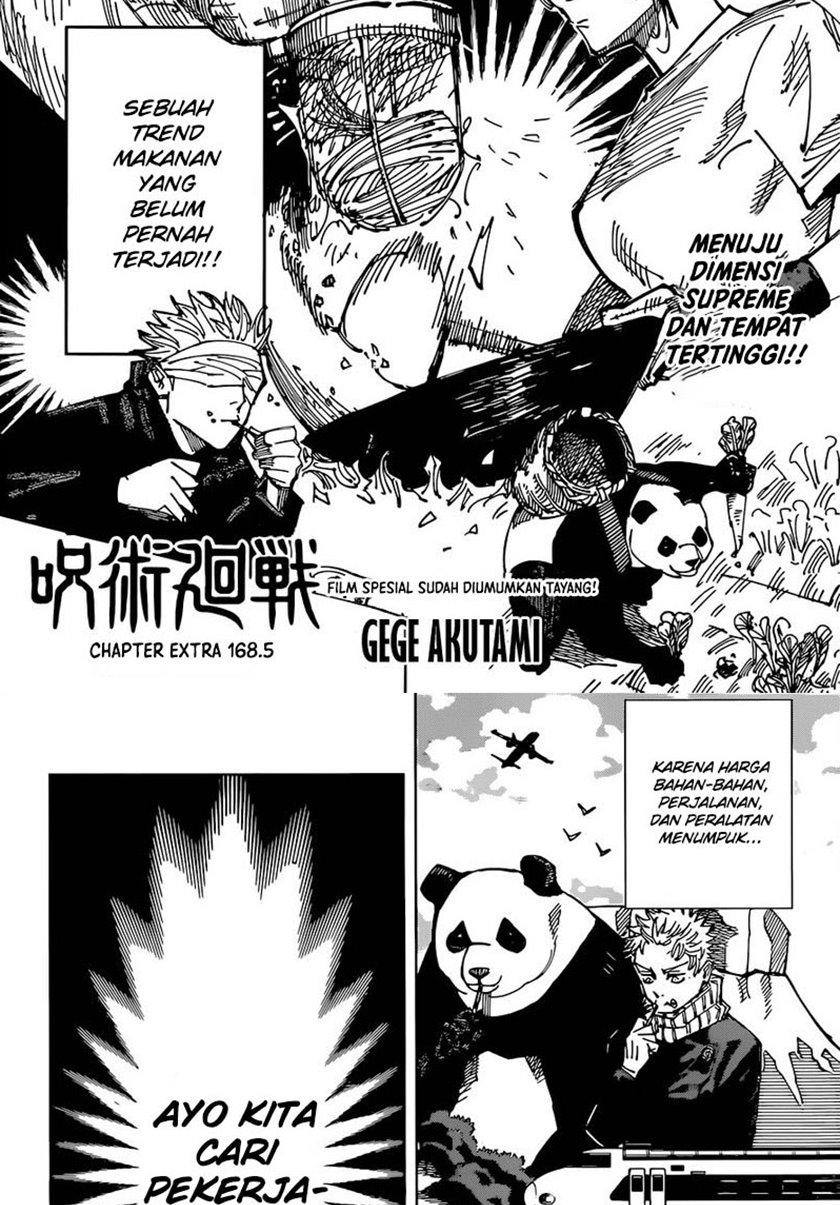 SEBUAH
TREND
MAKANAN
YANG
BELUM
PERNAH
TERJADI!!
MENUJU
DIMENSI
SUPREME
DAN TEMPAT
TERTINGGI!!
呪術廻戦
FILM SPESIAL SUDAH DIUMUMKAN TAYANG!
CHAPTER EXTRA 168.5
GEGE AKUTAMI
KARENA HARGA
BAHAN-BAHAN,
PERJALANAN,
DAN PERALATAN
MENUMPUK...
AYO KITA
CARI
PEKERJA-